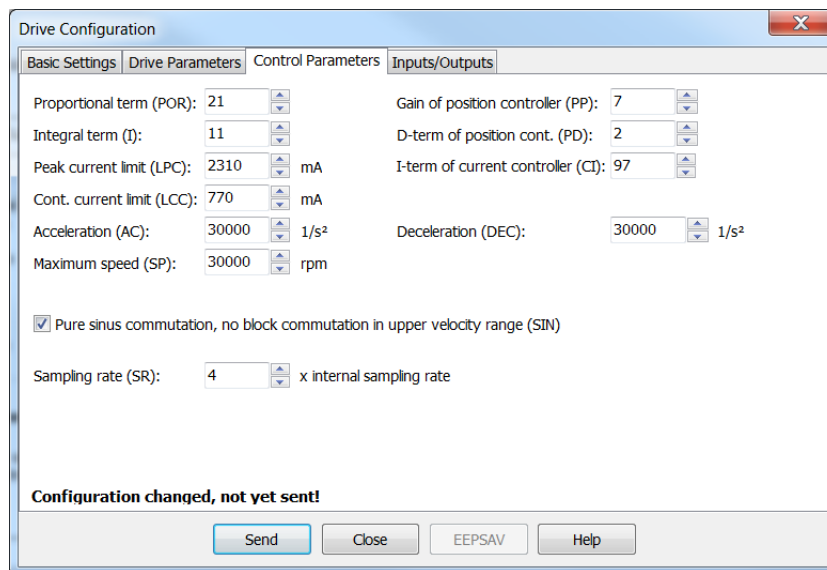 Drive Configuration
Basic Settings Drive Parameters Control Parameters Inputs/Outputs
Proportional term (POR): 21 Gain of position controller (PP): 7
Integral term (I): 11 D-term of position cont. (PD): 2
Peak current limit (LPC): 2310 mA I-term of current controller (CI): 97
Cont. current limit (LCC): 770 mA
Acceleration (AC): 30000 1/s² Deceleration (DEC): 30000 1/s²
Maximum speed (SP): 30000 rpm
Pure sinus commutation, no block commutation in upper velocity range (SIN)
Sampling rate (SR): 4 x internal sampling rate
Configuration changed, not yet sent!
Send Close EEPSAV Help